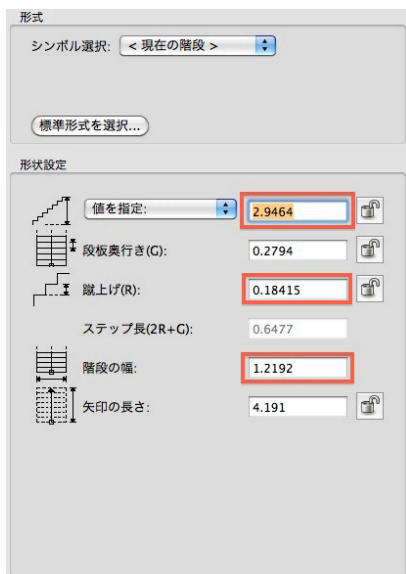 形式
シンボル選択: < 現在の階段 >
標準形式を選択...
形状設定
値を指定: 2.9464
段板奥行き(G): 0.2794
蹴上げ(R): 0.18415
ステップ長(2R+G): 0.6477
階段の幅: 1.2192
矢印の長さ: 4.191